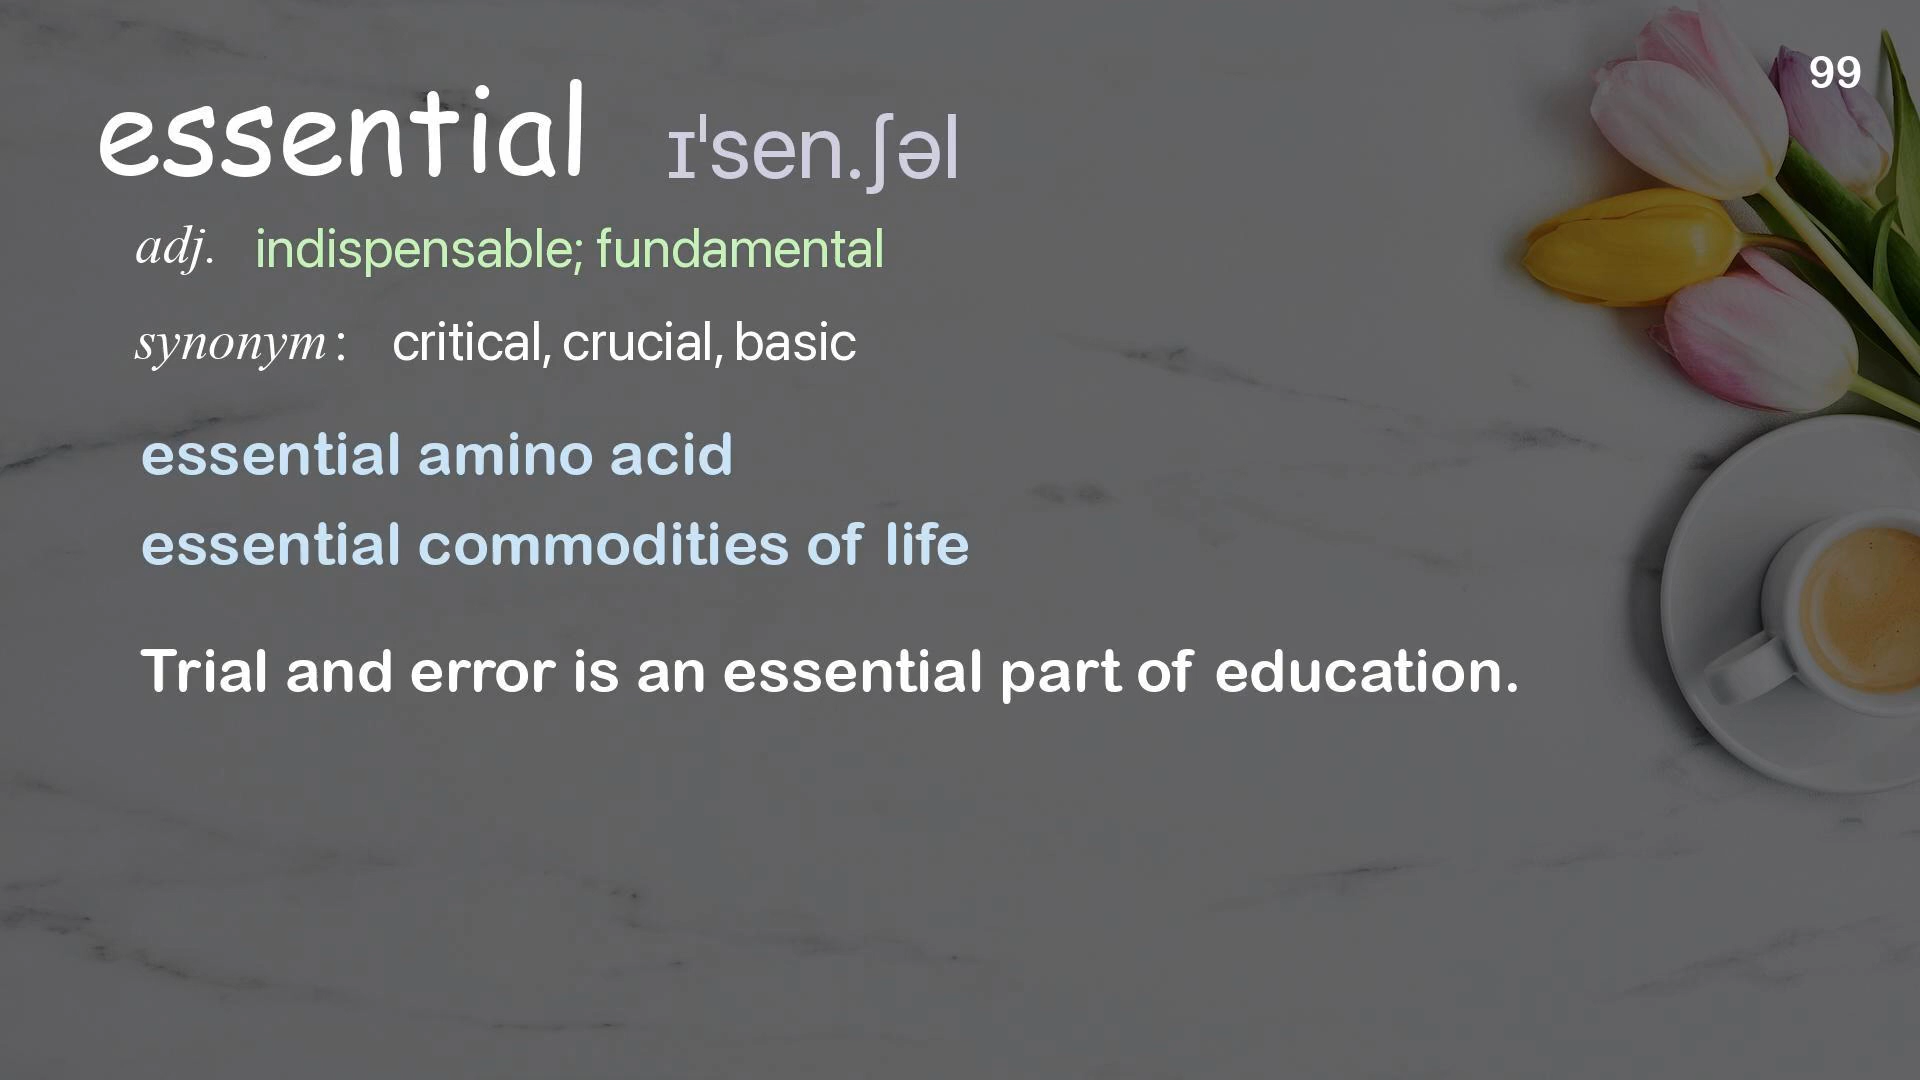 99
essential ɪˈsen.ʃəl
adj. indispensable; fundamental
synonym: critical, crucial, basic
essential amino acid
essential commodities of life
Trial and error is an essential part of education.